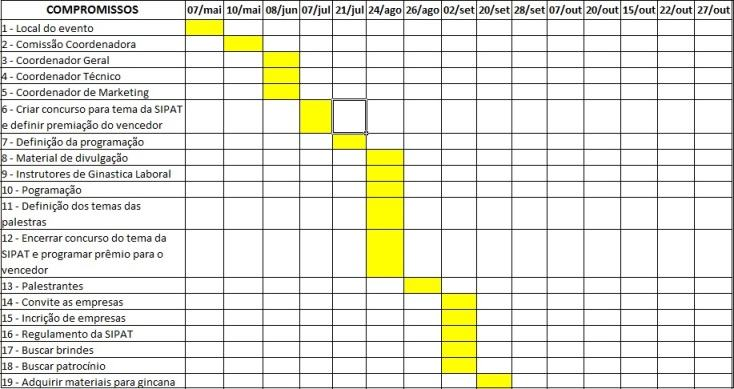 COMPROMISSOS 07/mai 10/mai 08/jun 07/jul 21/jul 24/ago 26/ago 02/set 20/set 28/set 07/out 20/out 15/out 22/out 27/out
1 - Local do evento
2 - Comissão Coordenadora
3 - Coordenador Geral
4 - Coordenador Técnico
5 - Coordenador de Marketing
6 - Criar concurso para tema da SIPAT
e definir premiação do vencedor
7 - Definição da programação
8 - Material de divulgação
9 - Instrutores de Ginastica Laboral
10 - Pogramação
11 - Definição dos temas das
palestras
12 - Encerrar concurso do tema da
SIPAT e programar prêmio para o
vencedor
13 - Palestrantes
14 - Convite as empresas
15 - Incrição de empresas
16 - Regulamento da SIPAT
17 - Buscar brindes
18 - Buscar patrocínio
19 - Adquirir materiais para gincana